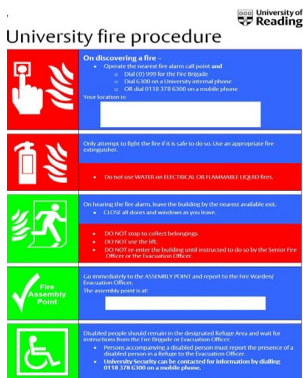 University of
Reading
University fire procedure
On discovering a fire –
• Operate the nearest fire alarm call point and
o Dial (0) 999 for the Fire Brigade
o Dial 6300 on a University internal phone
o OR dial 0118 378 6300 on a mobile phone
Your location is:
Only attempt to fight the fire if it is safe to do so. Use an appropriate fire
extinguisher.
• Do not use WATER on ELECTRICAL OR FLAMMABLE LIQUID fires.
On hearing the fire alarm, leave the building by the nearest available exit.
• CLOSE all doors and windows as you leave.
• DO NOT stop to collect belongings.
• DO NOT use the lift.
• DO NOT re-enter the building until instructed to do so by the Senior Fire
Officer or the Evacuation Officer.
Fire
Assembly
Point
Go immediately to the ASSEMBLY POINT and report to the Fire Warden/
Evacuation Officer.
The assembly point is at:
Disabled people should remain in the designated Refuge Area and wait for
instructions from the Fire Brigade or Evacuation Officer.
• Persons accompanying a disabled person must report the presence of a
disabled person in a Refuge to the Evacuation Officer.
• University Security can be contacted for information by dialling
0118 378 6300 on a mobile phone.